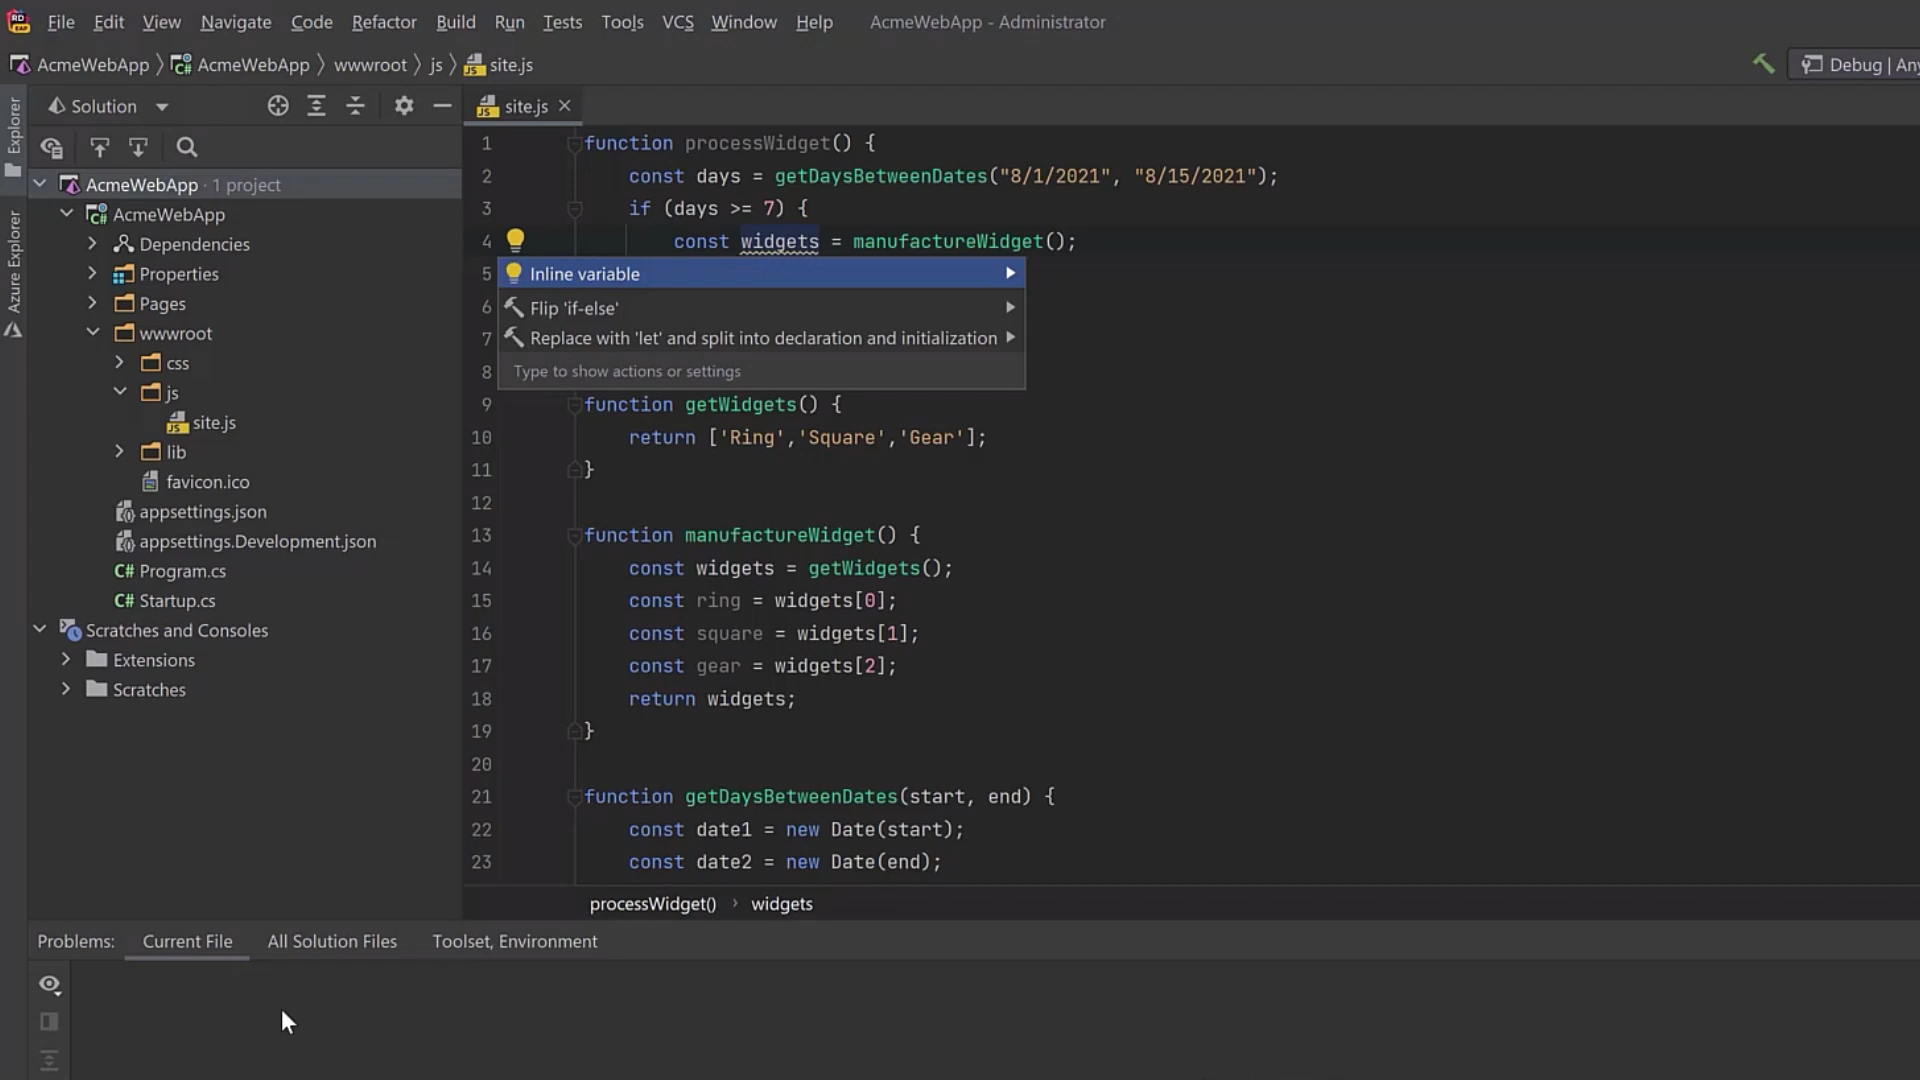 File Edit View Navigate Code Refactor Build Run Tests Tools VCS Window Help AcmeWebApp - Administrator
AcmeWebApp AcmeWebApp wwwroot js site.js
Debug | Any
Explorer
Azure Explorer
Solution
AcmeWebApp · 1 project
AcmeWebApp
Dependencies
Properties
Pages
wwwroot
css
js
site.js
lib
favicon.ico
appsettings.json
appsettings.Development.json
C# Program.cs
C# Startup.cs
Scratches and Consoles
Extensions
Scratches
site.js
1 function processWidget() {
2 const days = getDaysBetweenDates("8/1/2021", "8/15/2021");
3 if (days >= 7) {
4 const widgets = manufactureWidget();
5 Inline variable
6 Flip 'if-else'
7 Replace with 'let' and split into declaration and initialization
8 Type to show actions or settings
9 function getWidgets() {
10 return ['Ring','Square','Gear'];
11 }
12
13 function manufactureWidget() {
14 const widgets = getWidgets();
15 const ring = widgets[0];
16 const square = widgets[1];
17 const gear = widgets[2];
18 return widgets;
19 }
20
21 function getDaysBetweenDates(start, end) {
22 const date1 = new Date(start);
23 const date2 = new Date(end);
processWidget() › widgets
Problems: Current File All Solution Files Toolset, Environment